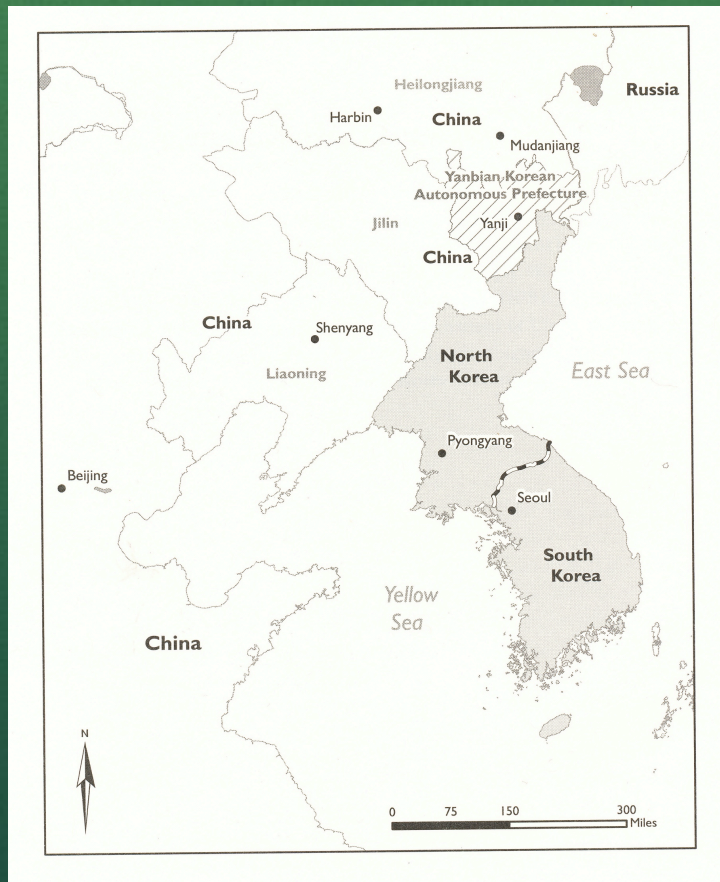 Heilongjiang
Russia
Harbin
China
Mudanjiang
Yanbian Korean
Autonomous Prefecture
Jilin
Yanji
China
China
Shenyang
Liaoning
North
Korea
East Sea
Pyongyang
Beijing
Seoul
South
Korea
Yellow
Sea
China
N
0 75 150 300
Miles